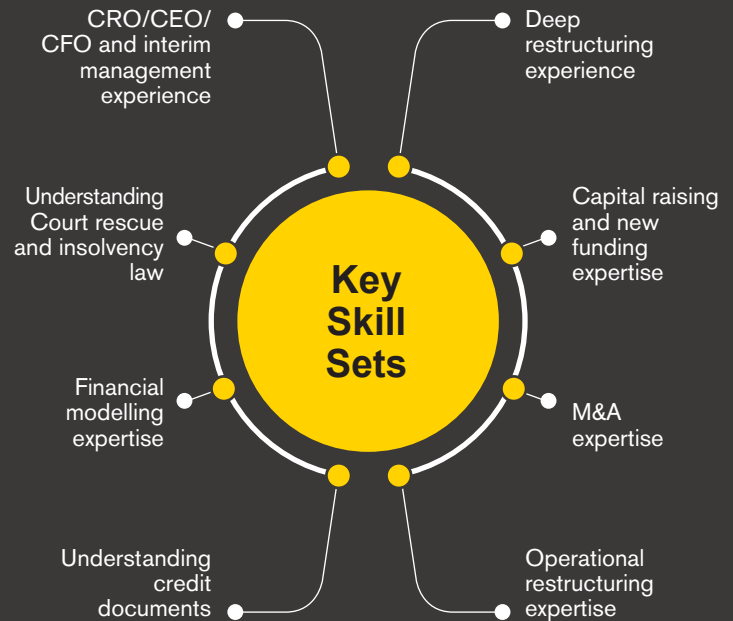 CRO/CEO/
CFO and interim
management
experience
Deep
restructuring
experience
Understanding
Court rescue
and insolvency
law
Capital raising
and new
funding
expertise
Key
Skill
Sets
Financial
modelling
expertise
M&A
expertise
Understanding
credit
documents
Operational
restructuring
expertise